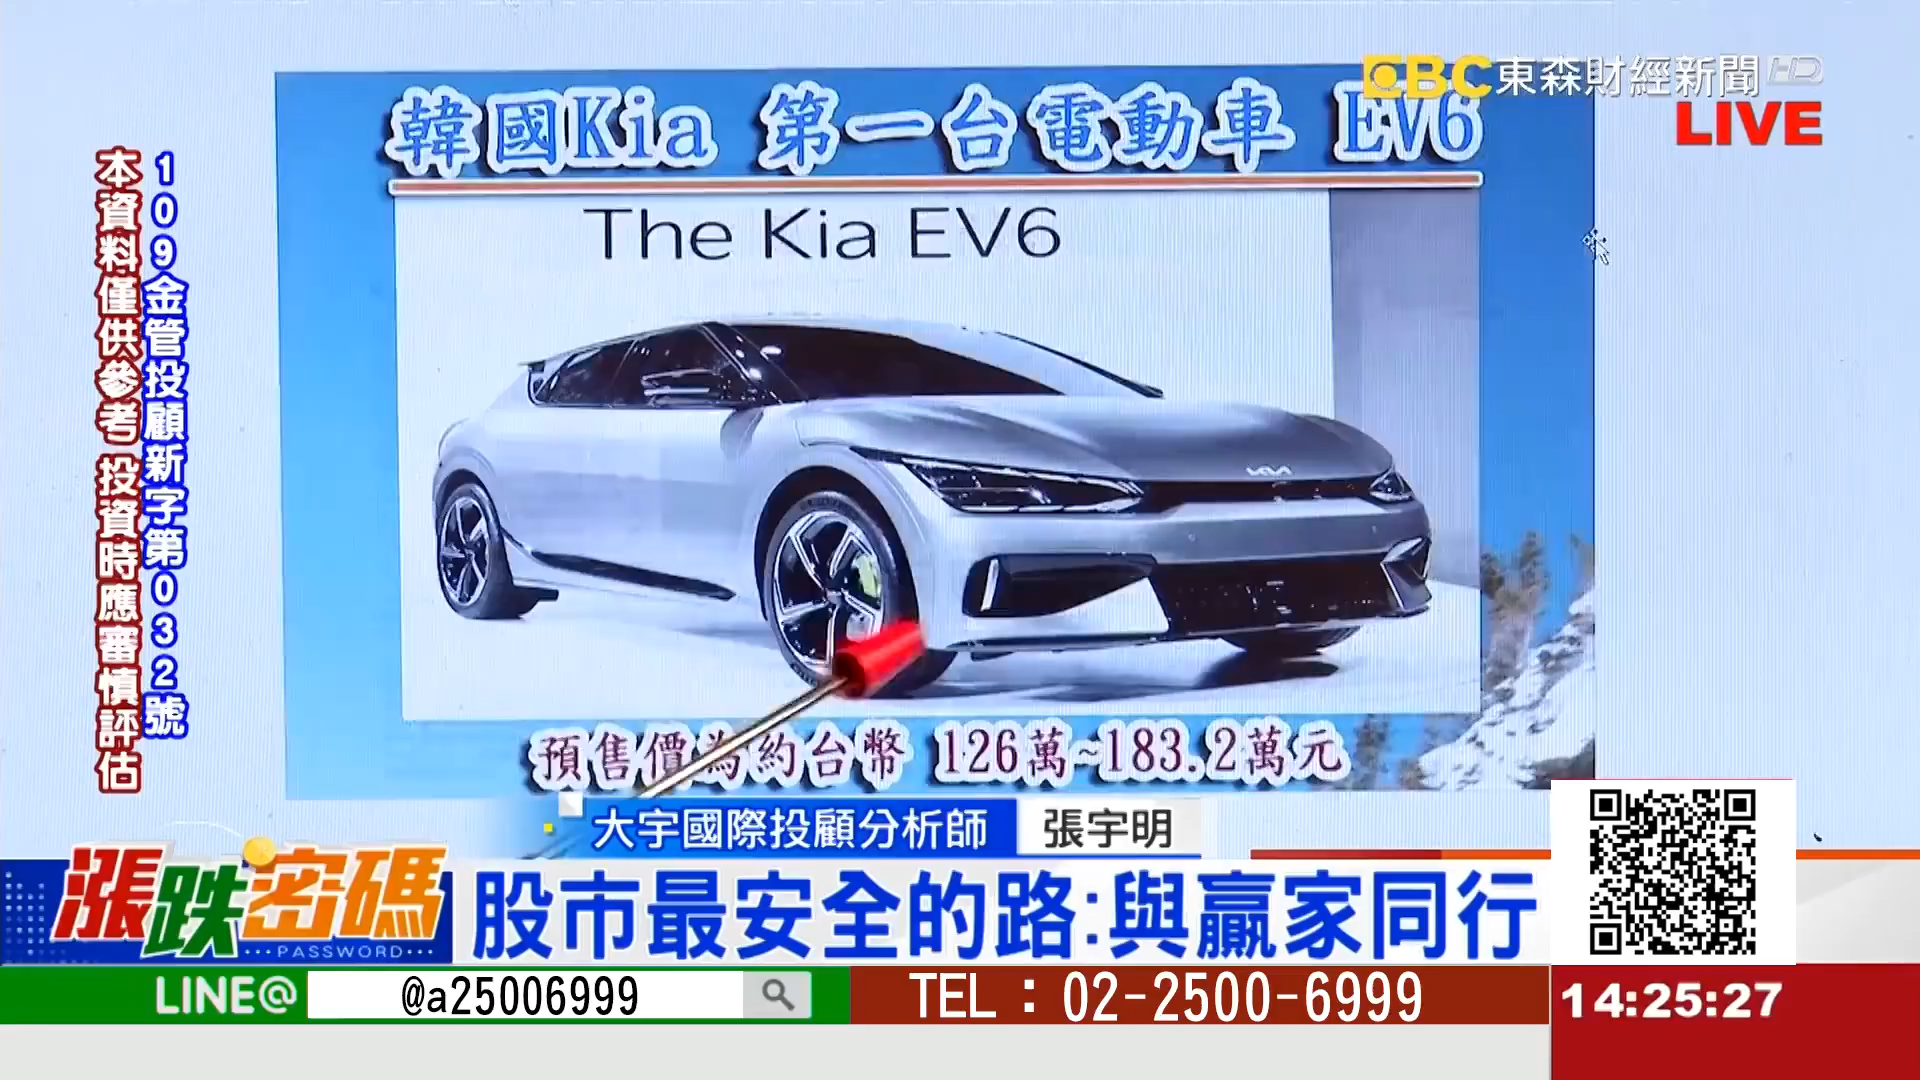 EBC東森財經新聞HD
LIVE
韓國Kia 第一台電動車 EV6
The Kia EV6
KIA
109金管投顧新字第032號
本資料僅供參考 投資時應審慎評估
預售價為約台幣 126萬~183.2萬元
大宇國際投顧分析師 張宇明
漲跌密碼
PASSWORD
股市最安全的路:與贏家同行
LINE@ @a25006999
TEL:02-2500-6999
14:25:27